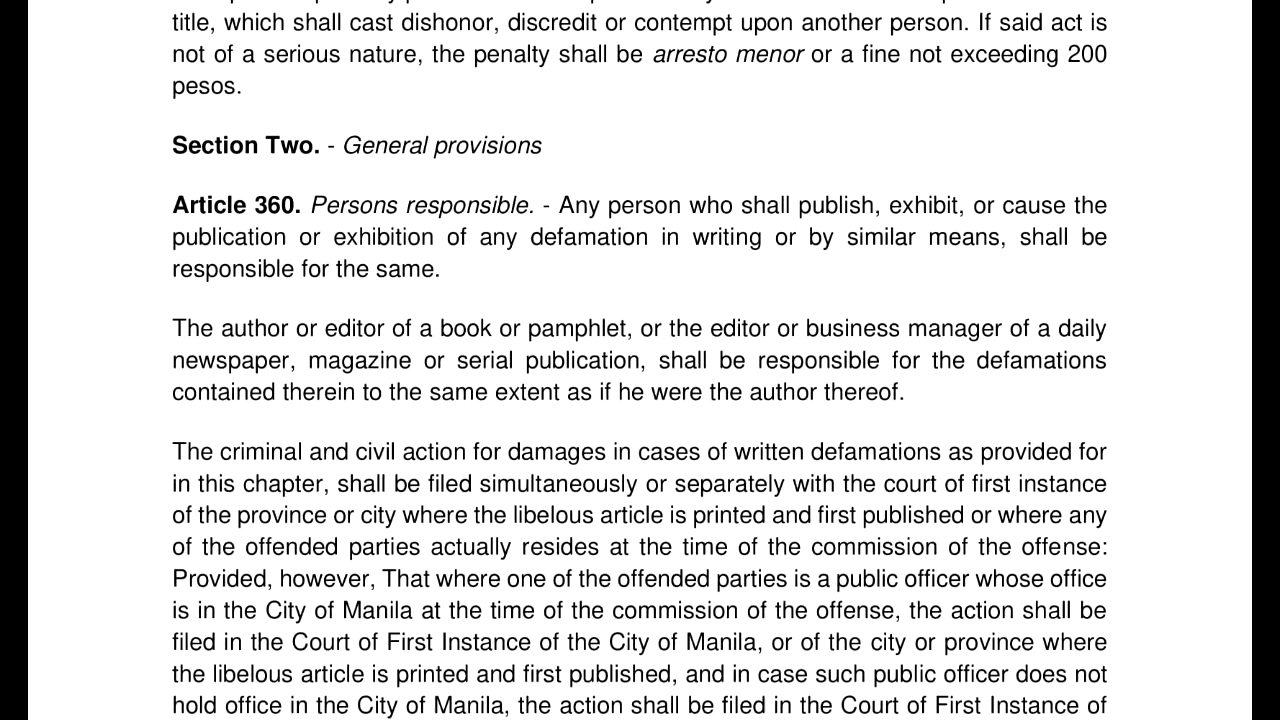 title, which shall cast dishonor, discredit or contempt upon another person. If said act is
not of a serious nature, the penalty shall be arresto menor or a fine not exceeding 200
pesos.
Section Two. - General provisions
Article 360. Persons responsible. - Any person who shall publish, exhibit, or cause the
publication or exhibition of any defamation in writing or by similar means, shall be
responsible for the same.
The author or editor of a book or pamphlet, or the editor or business manager of a daily
newspaper, magazine or serial publication, shall be responsible for the defamations
contained therein to the same extent as if he were the author thereof.
The criminal and civil action for damages in cases of written defamations as provided for
in this chapter, shall be filed simultaneously or separately with the court of first instance
of the province or city where the libelous article is printed and first published or where any
of the offended parties actually resides at the time of the commission of the offense:
Provided, however, That where one of the offended parties is a public officer whose office
is in the City of Manila at the time of the commission of the offense, the action shall be
filed in the Court of First Instance of the City of Manila, or of the city or province where
the libelous article is printed and first published, and in case such public officer does not
hold office in the City of Manila, the action shall be filed in the Court of First Instance of